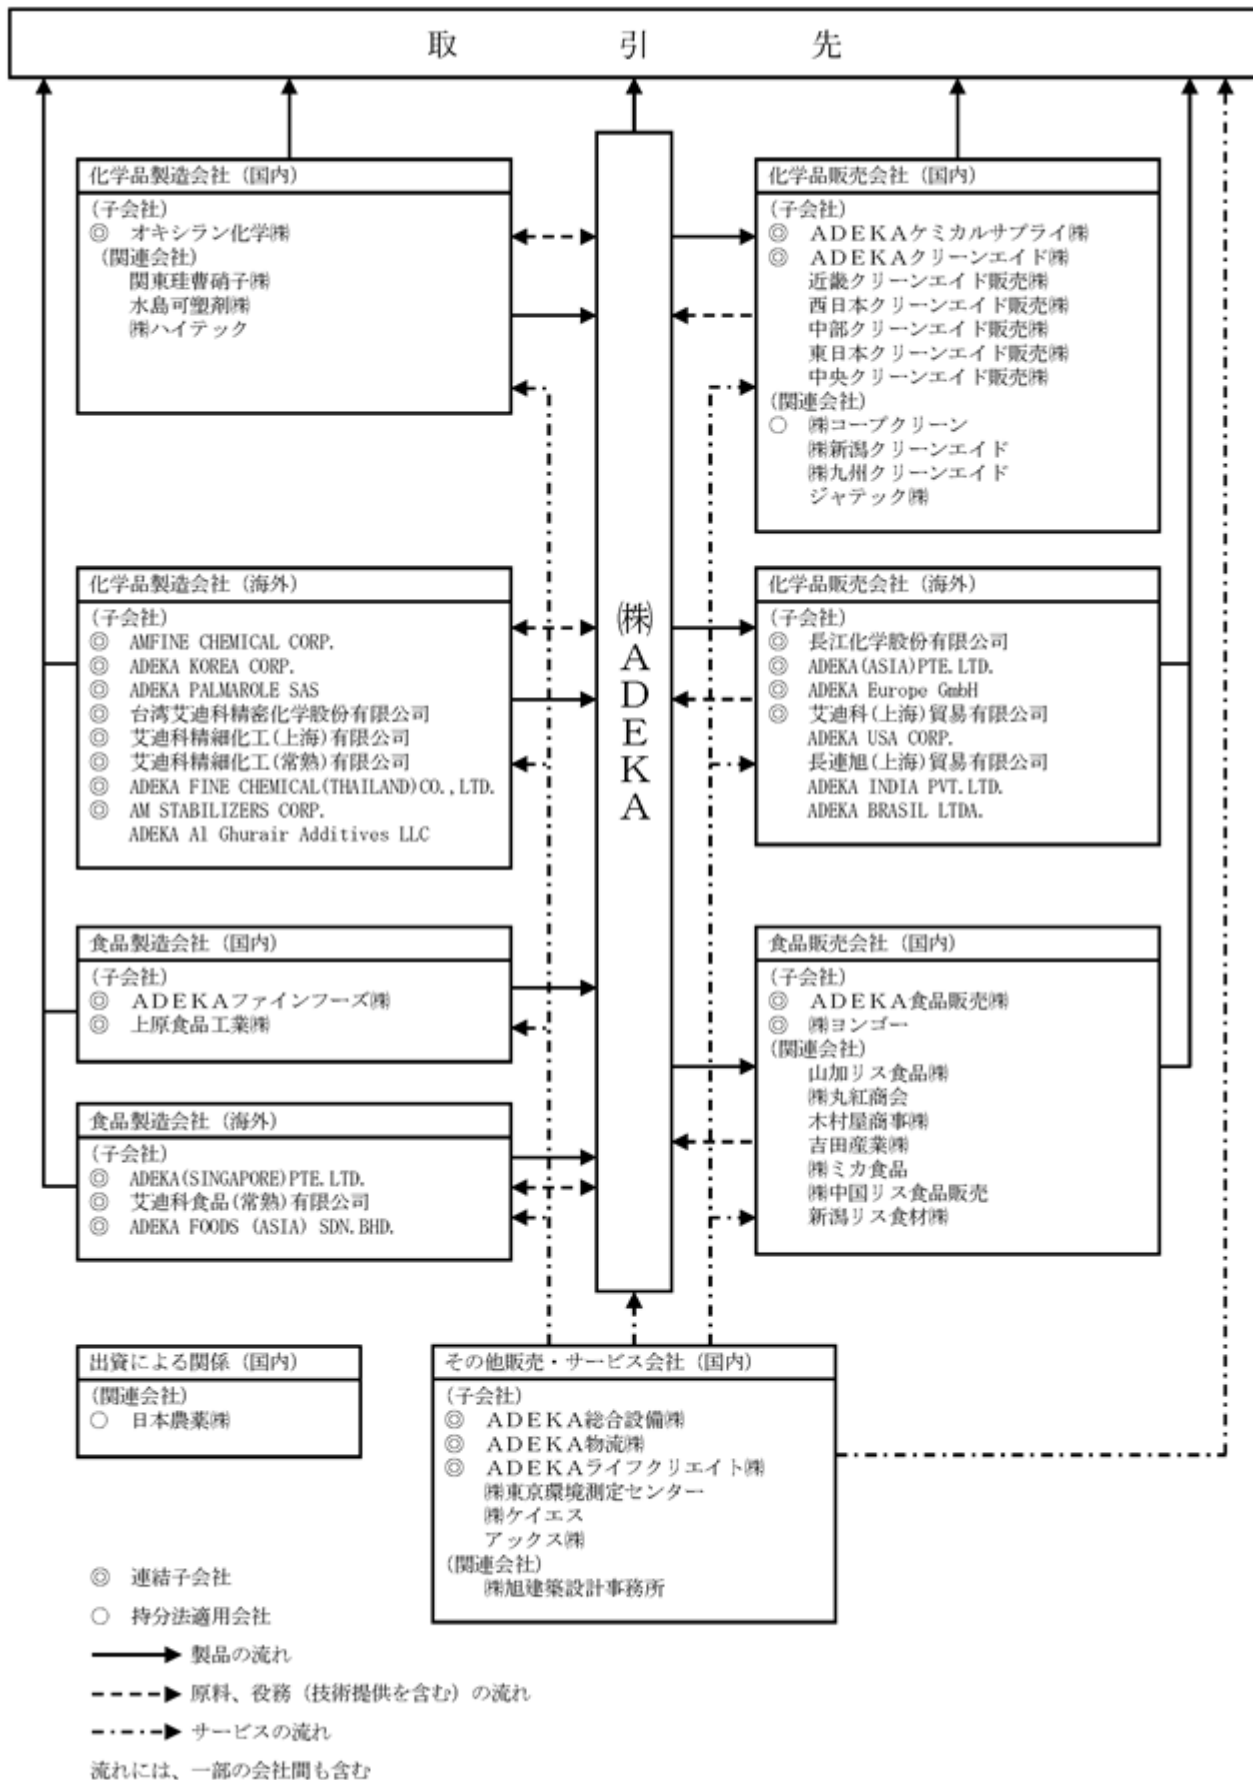 取引先
化学品製造会社（国内）
(子会社)
◎ オキシラン化学㈱
(関連会社)
関東珪曹硝子㈱
水島可塑剤㈱
㈱ハイテック
化学品販売会社（国内）
(子会社)
◎ ＡＤＥＫＡケミカルサプライ㈱
◎ ＡＤＥＫＡクリーンエイド㈱
近畿クリーンエイド販売㈱
西日本クリーンエイド販売㈱
中部クリーンエイド販売㈱
東日本クリーンエイド販売㈱
中央クリーンエイド販売㈱
(関連会社)
○ ㈱コープクリーン
㈱新潟クリーンエイド
㈱九州クリーンエイド
ジャテック㈱
㈱ＡＤＥＫＡ
化学品製造会社（海外）
(子会社)
◎ AMFINE CHEMICAL CORP.
◎ ADEKA KOREA CORP.
◎ ADEKA PALMAROLE SAS
◎ 台湾艾迪科精密化学股份有限公司
◎ 艾迪科精細化工(上海)有限公司
◎ 艾迪科精細化工(常熟)有限公司
◎ ADEKA FINE CHEMICAL(THAILAND)CO.,LTD.
◎ AM STABILIZERS CORP.
ADEKA Al Ghurair Additives LLC
化学品販売会社（海外）
(子会社)
◎ 長江化学股份有限公司
◎ ADEKA(ASIA)PTE.LTD.
◎ ADEKA Europe GmbH
◎ 艾迪科(上海)貿易有限公司
ADEKA USA CORP.
長連旭(上海)貿易有限公司
ADEKA INDIA PVT.LTD.
ADEKA BRASIL LTDA.
食品製造会社（国内）
(子会社)
◎ ＡＤＥＫＡファインフーズ㈱
◎ 上原食品工業㈱
食品販売会社（国内）
(子会社)
◎ ＡＤＥＫＡ食品販売㈱
◎ ㈱ヨンゴー
(関連会社)
山加リス食品㈱
㈱丸紅商会
木村屋商事㈱
吉田産業㈱
㈱ミカ食品
㈱中国リス食品販売
新潟リス食材㈱
食品製造会社（海外）
(子会社)
◎ ADEKA(SINGAPORE)PTE.LTD.
◎ 艾迪科食品(常熟)有限公司
◎ ADEKA FOODS (ASIA) SDN.BHD.
出資による関係（国内）
(関連会社)
○ 日本農薬㈱
その他販売・サービス会社（国内）
(子会社)
◎ ＡＤＥＫＡ総合設備㈱
◎ ＡＤＥＫＡ物流㈱
◎ ＡＤＥＫＡライフクリエイト㈱
㈱東京環境測定センター
㈱ケイエス
アックス㈱
(関連会社)
㈱旭建築設計事務所
◎ 連結子会社
○ 持分法適用会社
製品の流れ
原料、役務（技術提供を含む）の流れ
サービスの流れ
流れには、一部の会社間も含む